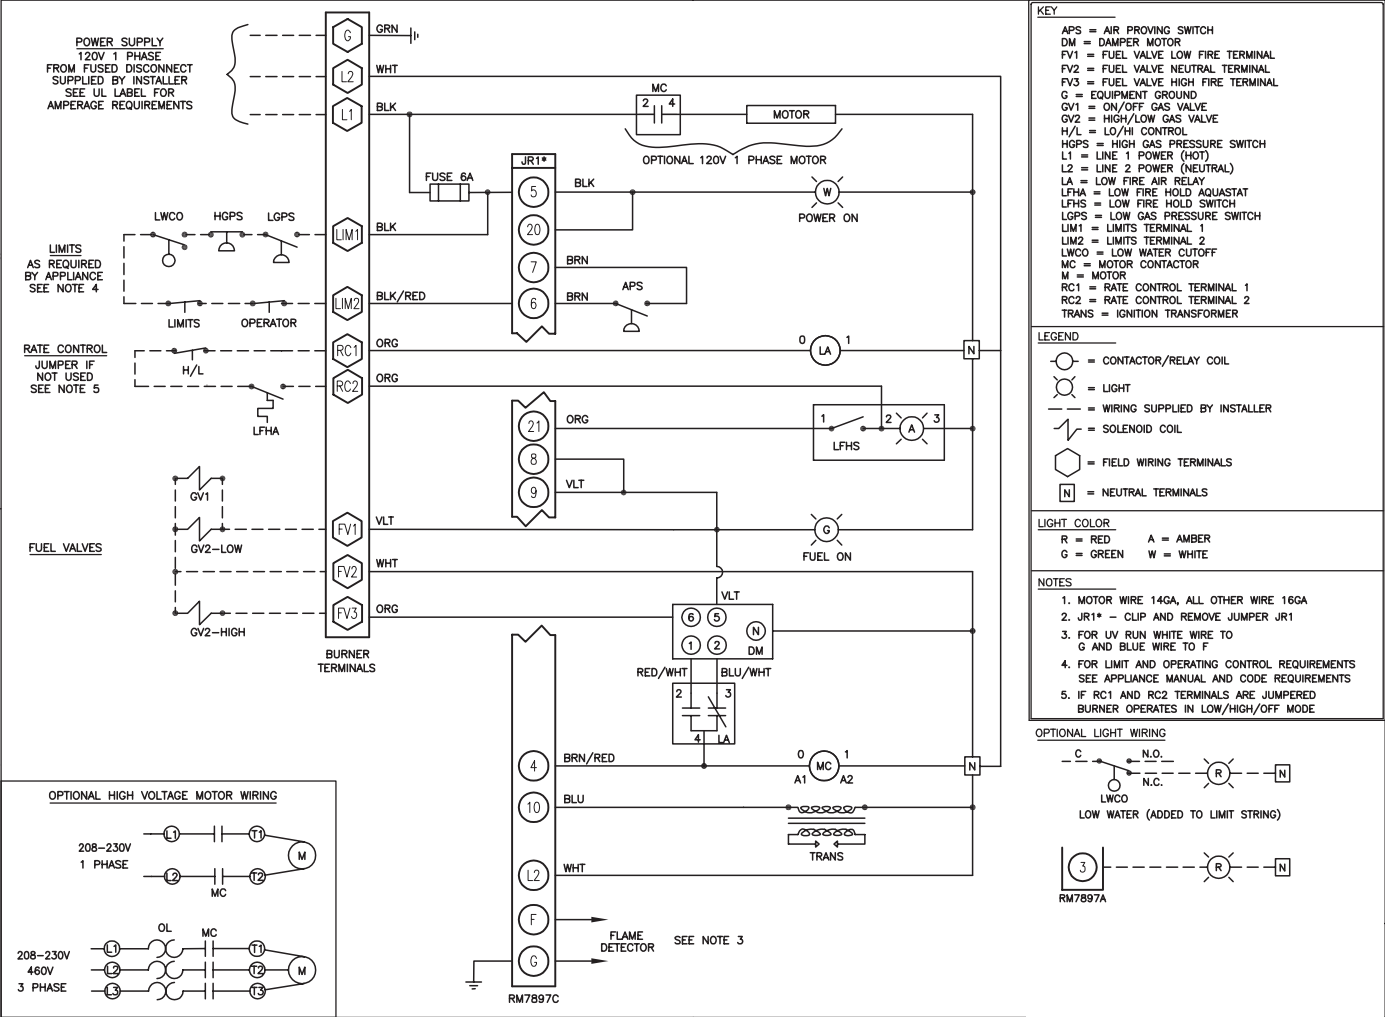 POWER SUPPLY
120V 1 PHASE
FROM FUSED DISCONNECT
SUPPLIED BY INSTALLER
SEE UL LABEL FOR
AMPERAGE REQUIREMENTS
G
GRN
L2
WHT
L1
BLK
MC
2 4
MOTOR
OPTIONAL 120V 1 PHASE MOTOR
JR1*
FUSE 6A
5
BLK
W
POWER ON
20
LWCO
HGPS
LGPS
LIM1
BLK
LIMITS
AS REQUIRED
BY APPLIANCE
SEE NOTE 4
7
BRN
APS
LIM2
BLK/RED
6
BRN
LIMITS
OPERATOR
RATE CONTROL
JUMPER IF
NOT USED
SEE NOTE 5
H/L
RC1
ORG
0
LA
1
N
RC2
ORG
LFHA
21
ORG
1
2
3
LFHS
A
8
9
VLT
GV1
GV2-LOW
FV1
VLT
G
FUEL ON
FUEL VALVES
FV2
WHT
VLT
GV2-HIGH
FV3
ORG
6 5
N
1 2
DM
BURNER
TERMINALS
RED/WHT
BLU/WHT
2
3
4
LA
4
BRN/RED
0
MC
1
A1
A2
N
10
BLU
TRANS
L2
WHT
F
FLAME
DETECTOR
SEE NOTE 3
G
RM7897C
OPTIONAL HIGH VOLTAGE MOTOR WIRING
208-230V
1 PHASE
L1
T1
M
L2
T2
MC
208-230V
460V
3 PHASE
OL
MC
L1
T1
L2
T2
M
L3
T3
KEY
APS = AIR PROVING SWITCH
DM = DAMPER MOTOR
FV1 = FUEL VALVE LOW FIRE TERMINAL
FV2 = FUEL VALVE NEUTRAL TERMINAL
FV3 = FUEL VALVE HIGH FIRE TERMINAL
G = EQUIPMENT GROUND
GV1 = ON/OFF GAS VALVE
GV2 = HIGH/LOW GAS VALVE
H/L = LO/HI CONTROL
HGPS = HIGH GAS PRESSURE SWITCH
L1 = LINE 1 POWER (HOT)
L2 = LINE 2 POWER (NEUTRAL)
LA = LOW FIRE AIR RELAY
LFHA = LOW FIRE HOLD AQUASTAT
LFHS = LOW FIRE HOLD SWITCH
LGPS = LOW GAS PRESSURE SWITCH
LIM1 = LIMITS TERMINAL 1
LIM2 = LIMITS TERMINAL 2
LWCO = LOW WATER CUTOFF
MC = MOTOR CONTACTOR
M = MOTOR
RC1 = RATE CONTROL TERMINAL 1
RC2 = RATE CONTROL TERMINAL 2
TRANS = IGNITION TRANSFORMER
LEGEND
= CONTACTOR/RELAY COIL
= LIGHT
= WIRING SUPPLIED BY INSTALLER
= SOLENOID COIL
= FIELD WIRING TERMINALS
N = NEUTRAL TERMINALS
LIGHT COLOR
R = RED A = AMBER
G = GREEN W = WHITE
NOTES
1. MOTOR WIRE 14GA, ALL OTHER WIRE 16GA
2. JR1* - CLIP AND REMOVE JUMPER JR1
3. FOR UV RUN WHITE WIRE TO
G AND BLUE WIRE TO F
4. FOR LIMIT AND OPERATING CONTROL REQUIREMENTS
SEE APPLIANCE MANUAL AND CODE REQUIREMENTS
5. IF RC1 AND RC2 TERMINALS ARE JUMPERED
BURNER OPERATES IN LOW/HIGH/OFF MODE
OPTIONAL LIGHT WIRING
C
N.O.
N.C.
R
N
LWCO
LOW WATER (ADDED TO LIMIT STRING)
3
R
N
RM7897A